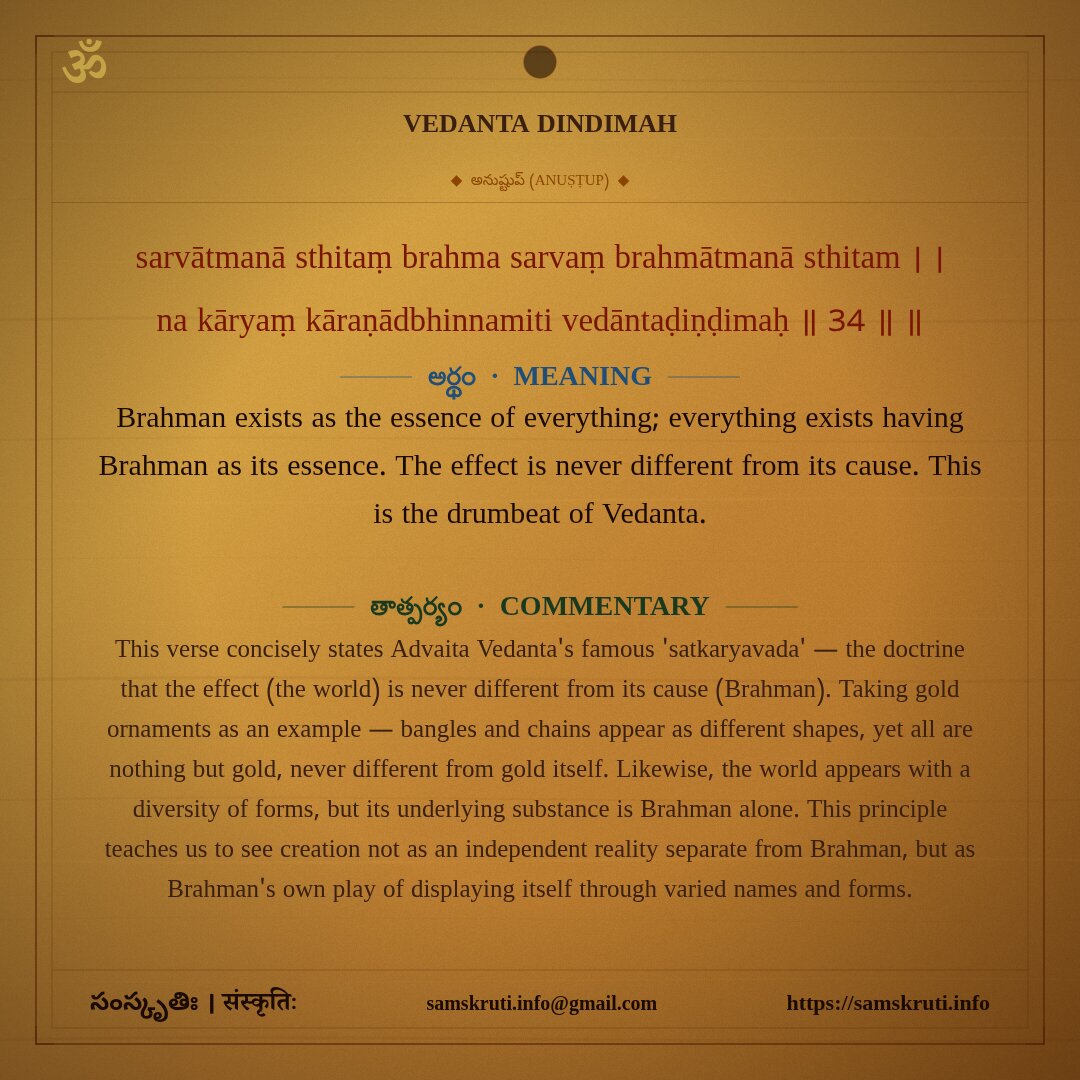 ॐ
VEDANTA DINDIMAH
◆ అనుష్టుప్ (ANUṢṬUP) ◆
sarvātmanā sthitaṃ brahma sarvaṃ brahmātmanā sthitam | |
na kāryaṃ kāraṇādbhinnamiti vedāntaḍiṇḍimaḥ ॥ 34 ॥ ॥
అర్థం · MEANING
Brahman exists as the essence of everything; everything exists having
Brahman as its essence. The effect is never different from its cause. This
is the drumbeat of Vedanta.
తాత్పర్యం · COMMENTARY
This verse concisely states Advaita Vedanta's famous 'satkaryavada' — the doctrine
that the effect (the world) is never different from its cause (Brahman). Taking gold
ornaments as an example — bangles and chains appear as different shapes, yet all are
nothing but gold, never different from gold itself. Likewise, the world appears with a
diversity of forms, but its underlying substance is Brahman alone. This principle
teaches us to see creation not as an independent reality separate from Brahman, but as
Brahman's own play of displaying itself through varied names and forms.
సంస్కృతిః | संस्कृतिः samskruti.info@gmail.com https://samskruti.info